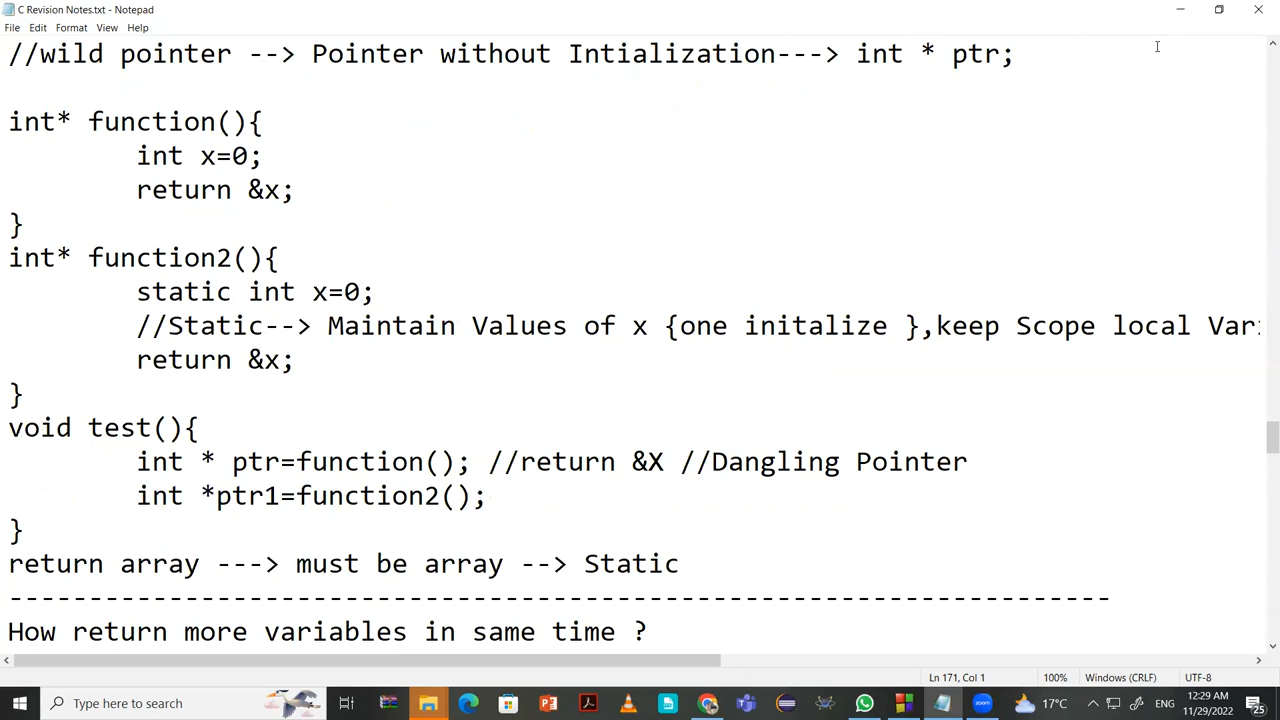 C Revision Notes.txt - Notepad
File Edit Format View Help
//wild pointer --> Pointer without Intialization---> int * ptr;
int* function(){
int x=0;
return &x;
}
int* function2(){
static int x=0;
//Static--> Maintain Values of x {one initalize },keep Scope local Var
return &x;
}
void test(){
int * ptr=function(); //return &X //Dangling Pointer
int *ptr1=function2();
}
return array ---> must be array --> Static
---------------------------------------------------------------------
How return more variables in same time ?
Ln 171, Col 1 100% Windows (CRLF) UTF-8
Type here to search
17°C
ENG
12:29 AM
11/29/2022
25
zoom